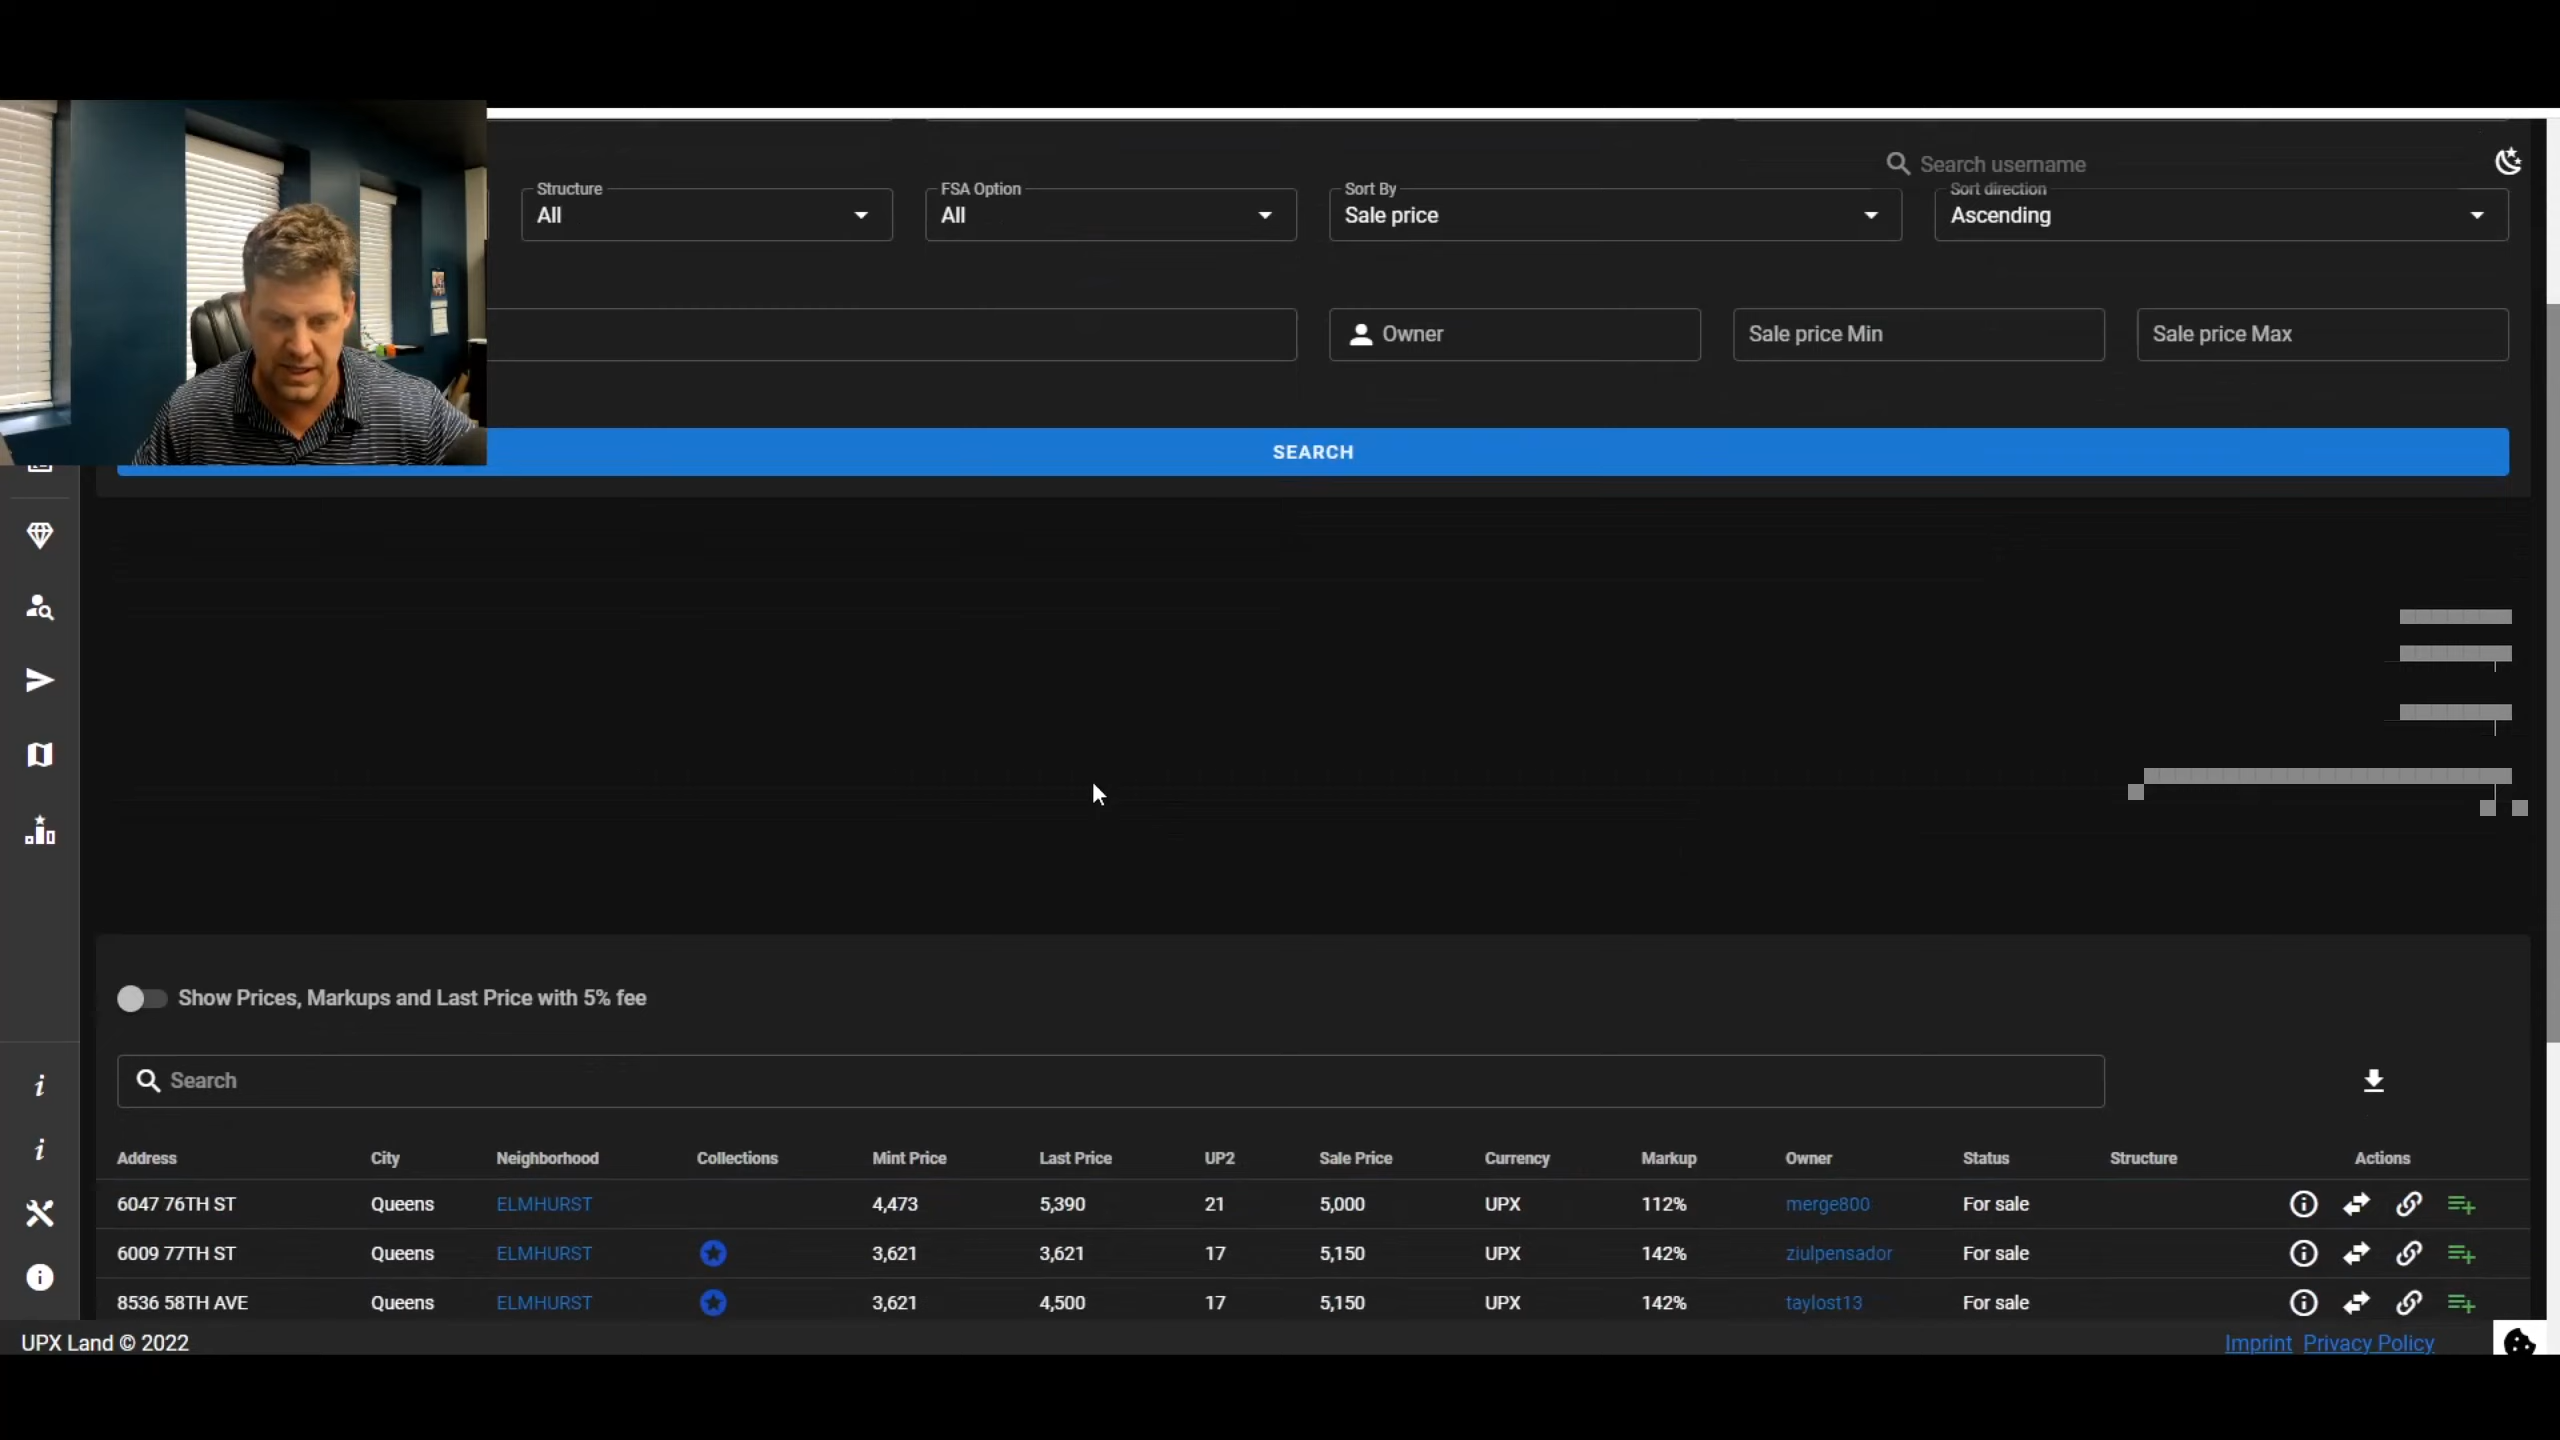 Search username
Structure FSA Option Sort By Sort direction
All All Sale price Ascending
Owner Sale price Min Sale price Max
SEARCH
Show Prices, Markups and Last Price with 5% fee
Search
Address City Neighborhood Collections Mint Price Last Price UP2 Sale Price Currency Markup Owner Status Structure Actions
6047 76TH ST Queens ELMHURST 4,473 5,390 21 5,000 UPX 112% merge800 For sale
6009 77TH ST Queens ELMHURST 3,621 3,621 17 5,150 UPX 142% ziulpensador For sale
8536 58TH AVE Queens ELMHURST 3,621 4,500 17 5,150 UPX 142% taylost13 For sale
UPX Land © 2022 Imprint Privacy Policy